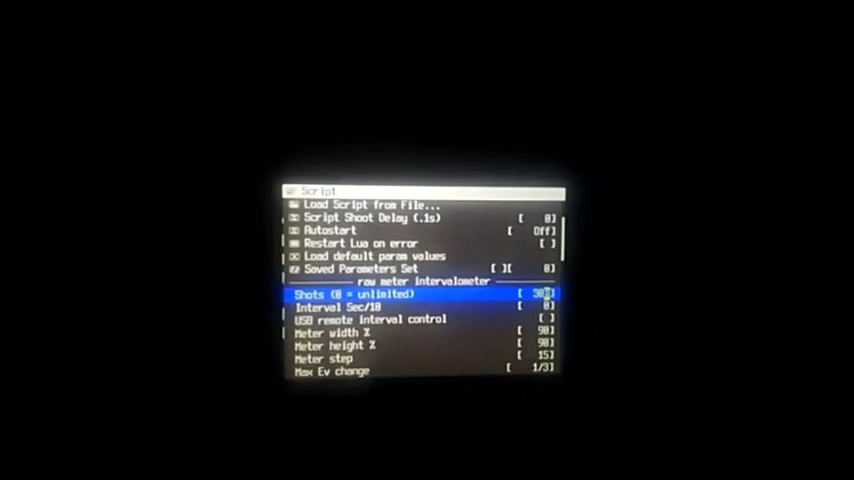 Script
Load Script from File...
Script Shoot Delay (.1s) [ 0]
Autostart [ Off]
Restart Lua on error [ ]
Load default param values
Saved Parameters Set [ ][ 0]
raw meter intervalometer
Shots (0 = unlimited) [ 300]
Interval Sec/10 [ 0]
USB remote interval control [ ]
Meter width % [ 90]
Meter height % [ 90]
Meter step [ 15]
Max Ev change [ 1/3]